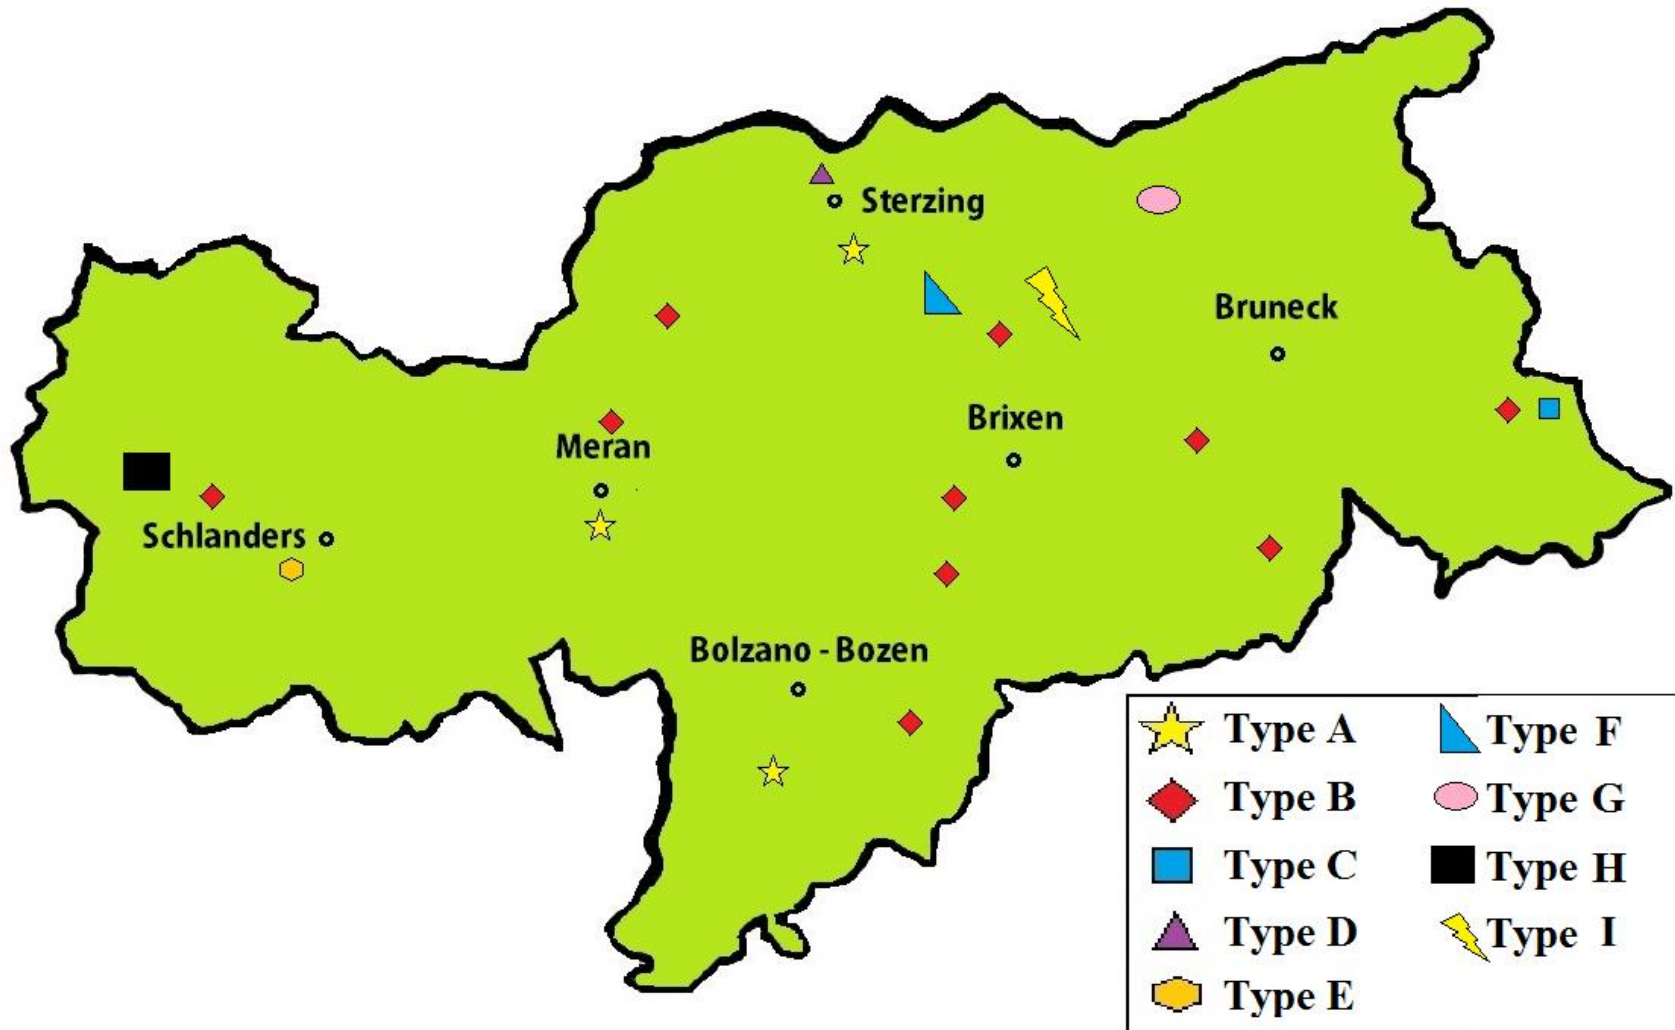 Sterzing
Bruneck
Brixen
Meran
Schlanders
Bolzano - Bozen
Type A
Type B
Type C
Type D
Type E
Type F
Type G
Type H
Type I